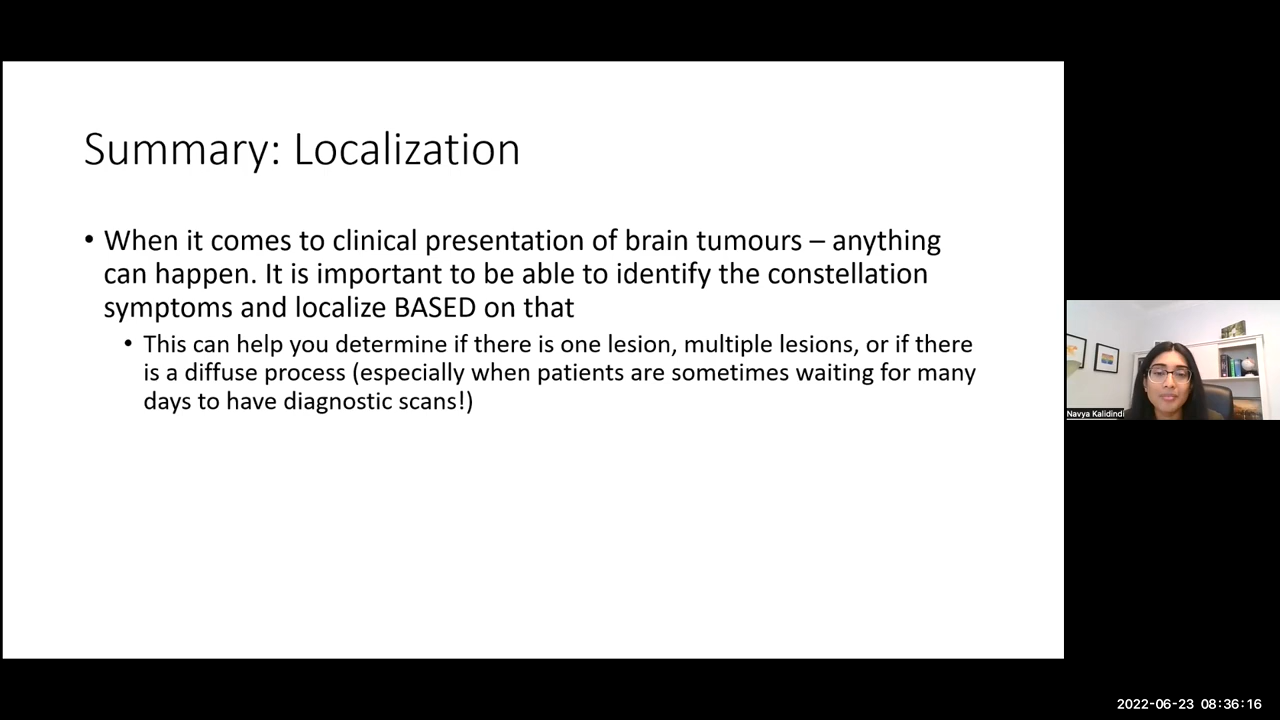 Summary: Localization
• When it comes to clinical presentation of brain tumours – anything
can happen. It is important to be able to identify the constellation
symptoms and localize BASED on that
• This can help you determine if there is one lesion, multiple lesions, or if there
is a diffuse process (especially when patients are sometimes waiting for many
days to have diagnostic scans!)
Navya Kalidindi
2022-06-23 08:36:16